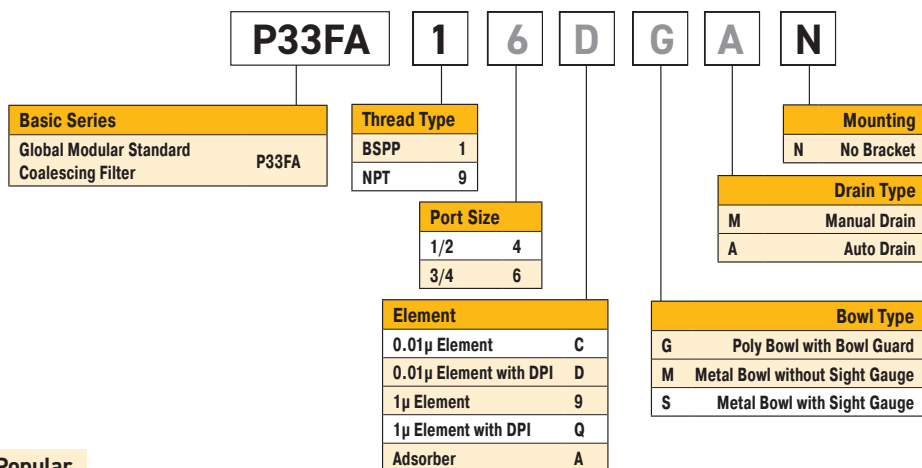 P33FA 1 6 D G A N
Basic Series
Global Modular Standard
Coalescing Filter P33FA
Thread Type
BSPP 1
NPT 9
Port Size
1/2 4
3/4 6
Element
0.01µ Element C
0.01µ Element with DPI D
1µ Element 9
1µ Element with DPI Q
Adsorber A
Mounting
N No Bracket
Drain Type
M Manual Drain
A Auto Drain
Bowl Type
G Poly Bowl with Bowl Guard
M Metal Bowl without Sight Gauge
S Metal Bowl with Sight Gauge
Popular